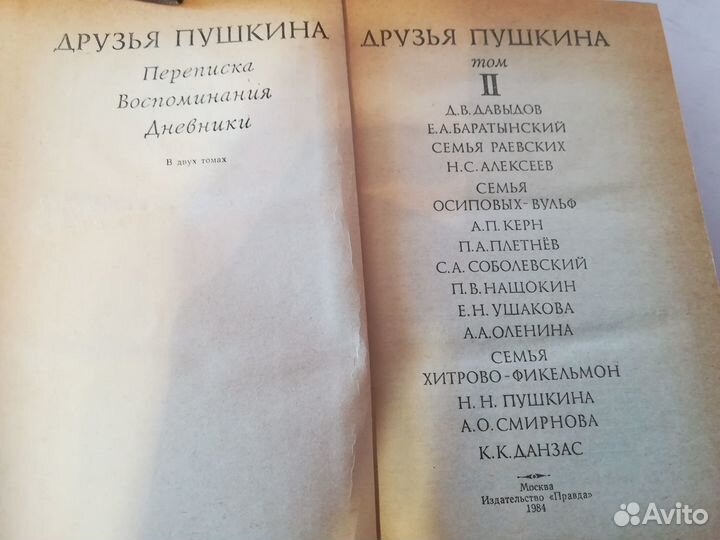 ДРУЗЬЯ ПУШКИНА
Переписка
Воспоминания
Дневники
В двух томах
ДРУЗЬЯ ПУШКИНА
том
II
Д.В.ДАВЫДОВ
Е.А.БАРАТЫНСКИЙ
СЕМЬЯ РАЕВСКИХ
Н.С.АЛЕКСЕЕВ
СЕМЬЯ
ОСИПОВЫХ-ВУЛЬФ
А.П.КЕРН
П.А.ПЛЕТНЁВ
С.А.СОБОЛЕВСКИЙ
П.В.НАЩОКИН
Е.Н.УШАКОВА
А.А.ОЛЕНИНА
СЕМЬЯ
ХИТРОВО-ФИКЕЛЬМОН
Н.Н.ПУШКИНА
А.О.СМИРНОВА
К.К.ДАНЗАС
Москва
Издательство «Правда»
1984
Avito